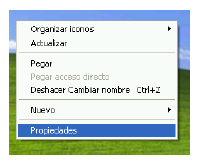 Organizar iconos
Actualizar
Pegar
Pegar acceso directo
Deshacer Cambiar nombre Ctrl+Z
Nuevo
Propiedades